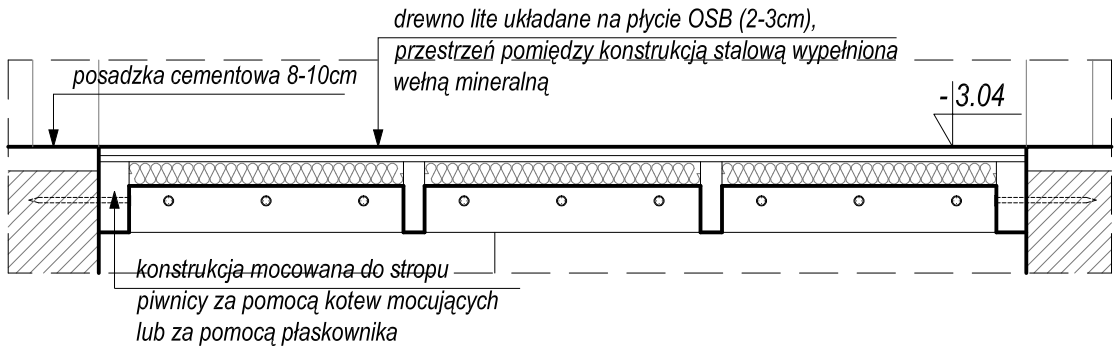 drewno lite układane na płycie OSB (2-3cm),
przestrzeń pomiędzy konstrukcją stalową wypełniona
wełną mineralną
posadzka cementowa 8-10cm
- 3.04
konstrukcja mocowana do stropu
piwnicy za pomocą kotew mocujących
lub za pomocą płaskownika